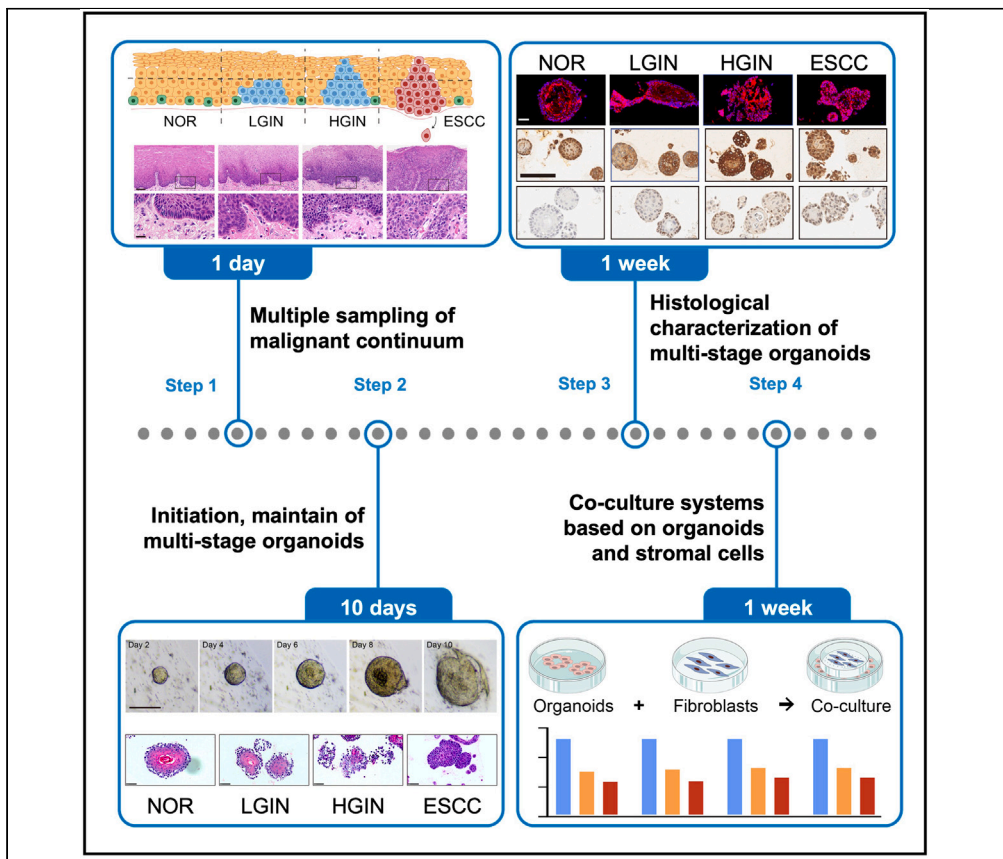 NOR
LGIN
HGIN
ESCC
1 day
NOR
LGIN
HGIN
ESCC
1 week
Multiple sampling of
malignant continuum
Histological
characterization of
multi-stage organoids
Step 1
Step 2
Step 3
Step 4
Initiation, maintain of
multi-stage organoids
Co-culture systems
based on organoids
and stromal cells
10 days
Day 2
Day 4
Day 6
Day 8
Day 10
NOR
LGIN
HGIN
ESCC
1 week
Organoids + Fibroblasts → Co-culture